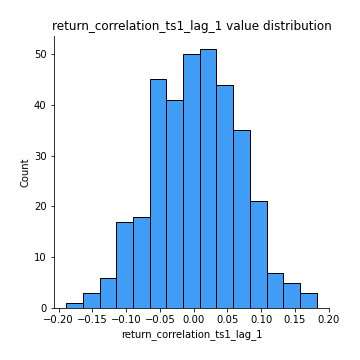 return_correlation_ts1_lag_1 value distribution
50
40
30
20
10
0
Count
−0.20 −0.15 −0.10 −0.05 0.00 0.05 0.10 0.15 0.20
return_correlation_ts1_lag_1